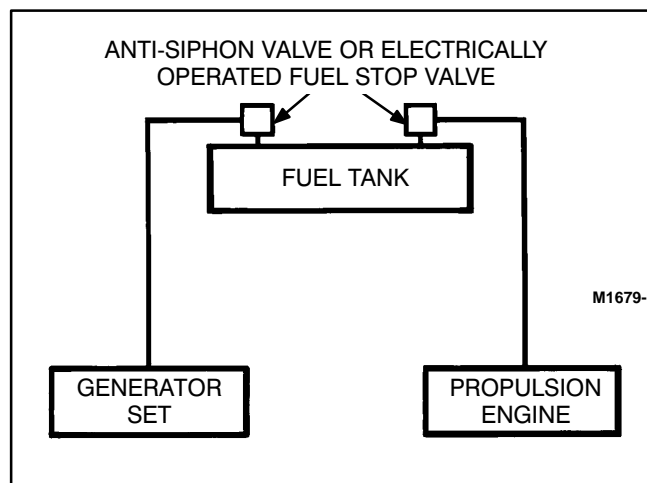 ANTI-SIPHON VALVE OR ELECTRICALLY
OPERATED FUEL STOP VALVE
FUEL TANK
M1679-
GENERATOR
SET
PROPULSION
ENGINE